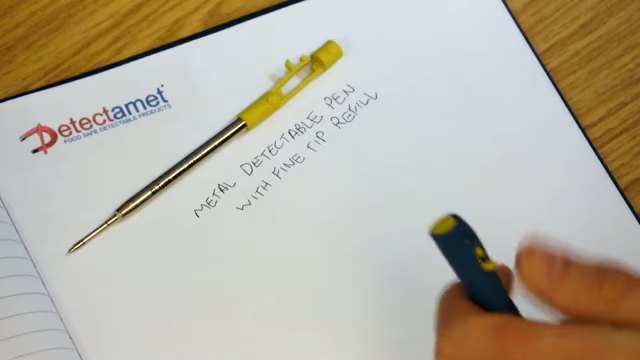 Detectamet
FOOD SAFE DETECTABLE PRODUCTS
METAL DETECTABLE PEN
WITH FINE TIP REFILL